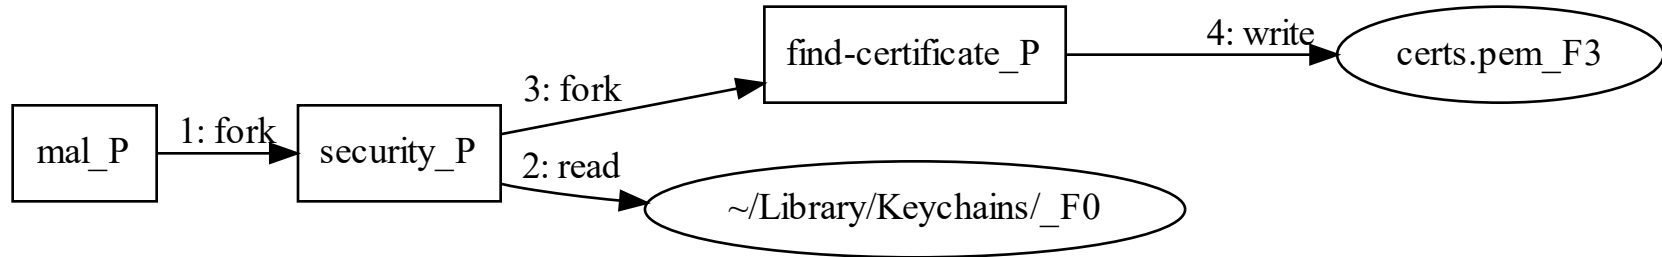 find-certificate_P
4: write
certs.pem_F3
3: fork
mal_P
1: fork
security_P
2: read
~/Library/Keychains/_F0